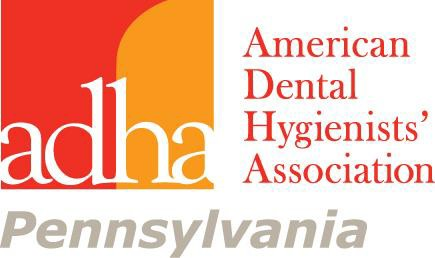 adha
American
Dental
Hygienists’
Association
Pennsylvania